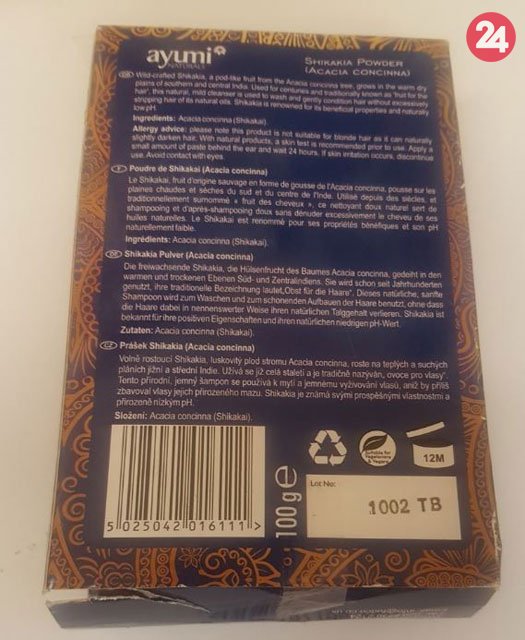 24
ayumi
NATURALS
SHIKAKIA POWDER
(ACACIA CONCINNA)
GB Wild-crafted Shikakia, a pod-like fruit from the Acacia concinna tree, grows in the warm dry
plains of southern and central India. Used for centuries and traditionally known as "fruit for the
hair", this natural, mild cleanser is used to wash and gently condition hair without excessively
stripping hair of its natural oils. Shikakia is renowned for its beneficial properties and naturally
low pH.
Ingredients: Acacia concinna (Shikakai).
Allergy advice: please note this product is not suitable for blonde hair as it can naturally
slightly darken hair. With natural products, a skin test is recommended prior to use. Apply a
small amount of paste behind the ear and wait 24 hours. If skin irritation occurs, discontinue
use. Avoid contact with eyes.
F Poudre de Shikakai (Acacia concinna)
Le Shikakai, fruit d'origine sauvage en forme de gousse de l'Acacia concinna, pousse sur les
plaines chaudes et sèches du sud et du centre de l'Inde. Utilisé depuis des siècles, et
traditionnellement surnommé « fruit des cheveux », ce nettoyant doux naturel sert de
shampooing et d'après-shampooing doux sans dénuder excessivement le cheveu de ses
huiles naturelles. Le Shikakai est renommé pour ses propriétés bénéfiques et son pH
naturellement faible.
Ingrédients: Acacia concinna (Shikakai).
DE Shikakia Pulver (Acacia concinna)
Die freiwachsende Shikakia, die Hülsenfrucht des Baumes Acacia concinna, gedeiht in den
warmen und trockenen Ebenen Süd- und Zentralindiens. Sie wird schon seit Jahrhunderten
genutzt, ihre traditionelle Bezeichnung lautet „Obst für die Haare". Dieses natürliche, sanfte
Shampoo wird zum Waschen und zum schonenden Aufbauen der Haare benutzt, ohne dass
die Haare dabei in nennenswerter Weise ihren natürlichen Talggehalt verlieren. Shikakia ist
bekannt für ihre positiven Eigenschaften und ihren natürlichen niedrigen pH-Wert.
Zutaten: Acacia concinna (Shikakai).
CZ Prášek Shikakia (Acacia concinna)
Volně rostoucí Shikakia, luskovitý plod stromu Acacia concinna, roste na teplých a suchých
pláních jižní a střední Indie. Užívá se již celá staletí a je tradičně nazýván „ovoce pro vlasy".
Tento přírodní, jemný šampon se používá k mytí a jemnému vyživování vlasů, aniž by příliš
zbavoval vlasy jejich přirozeného mazu. Shikakia je známá svými prospěšnými vlastnostmi a
přirozeně nízkým pH.
Složení: Acacia concinna (Shikakai).
5 025042 016111 >
100g e
Suitable for
Vegetarians
& Vegans
12M
Lot No:
1002 TB